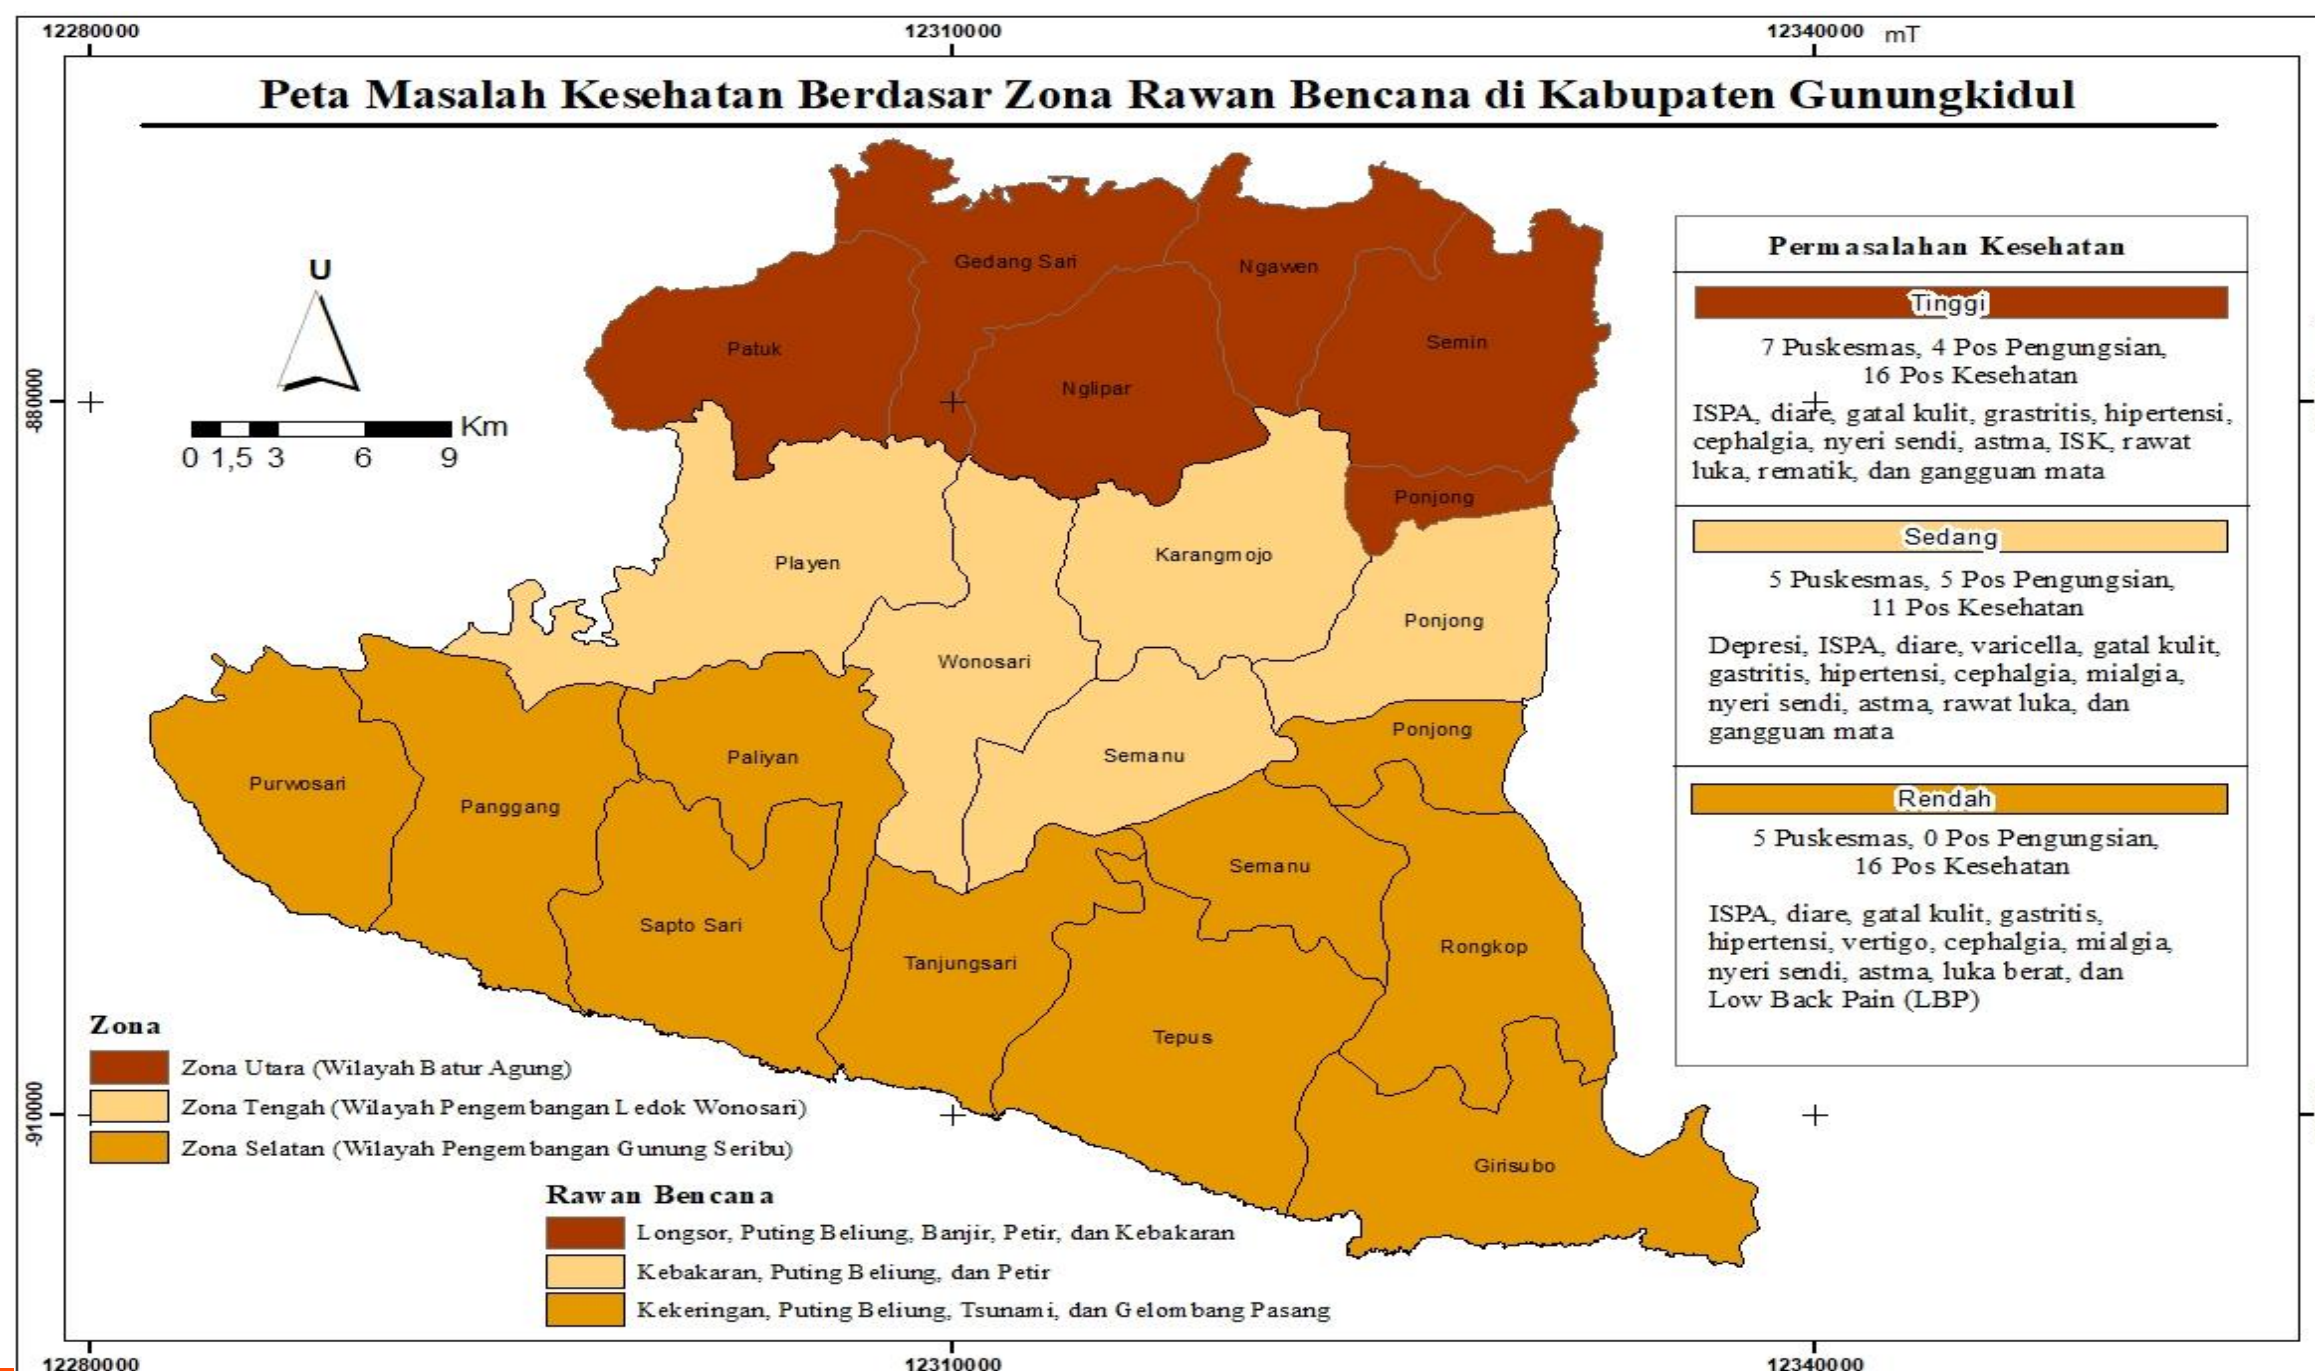 12280000 12310000 12340000 mT
Peta Masalah Kesehatan Berdasar Zona Rawan Bencana di Kabupaten Gunungkidul
U
Km
0 1,5 3 6 9
-880000
-910000
Gedang Sari
Ngawen
Patuk
Semin
Nglipar
Ponjong
Playen
Karangmojo
Ponjong
Wonosari
Semanu
Ponjong
Paliyan
Purwosari
Panggang
Semanu
Sapto Sari
Rongkop
Tanjungsari
Tepus
Girisubo
Permasalahan Kesehatan
Tinggi
7 Puskesmas, 4 Pos Pengungsian,
16 Pos Kesehatan
ISPA, diare, gatal kulit, grastritis, hipertensi,
cephalgia, nyeri sendi, astma, ISK, rawat
luka, rematik, dan gangguan mata
Sedang
5 Puskesmas, 5 Pos Pengungsian,
11 Pos Kesehatan
Depresi, ISPA, diare, varicella, gatal kulit,
gastritis, hipertensi, cephalgia, mialgia,
nyeri sendi, astma, rawat luka, dan
gangguan mata
Rendah
5 Puskesmas, 0 Pos Pengungsian,
16 Pos Kesehatan
ISPA, diare, gatal kulit, gastritis,
hipertensi, vertigo, cephalgia, mialgia,
nyeri sendi, astma, luka berat, dan
Low Back Pain (LBP)
Zona
Zona Utara (Wilayah Batur Agung)
Zona Tengah (Wilayah Pengembangan Ledok Wonosari)
Zona Selatan (Wilayah Pengembangan Gunung Seribu)
Rawan Bencana
Longsor, Puting Beliung, Banjir, Petir, dan Kebakaran
Kebakaran, Puting Beliung, dan Petir
Kekeringan, Puting Beliung, Tsunami, dan Gelombang Pasang
12280000 12310000 12340000